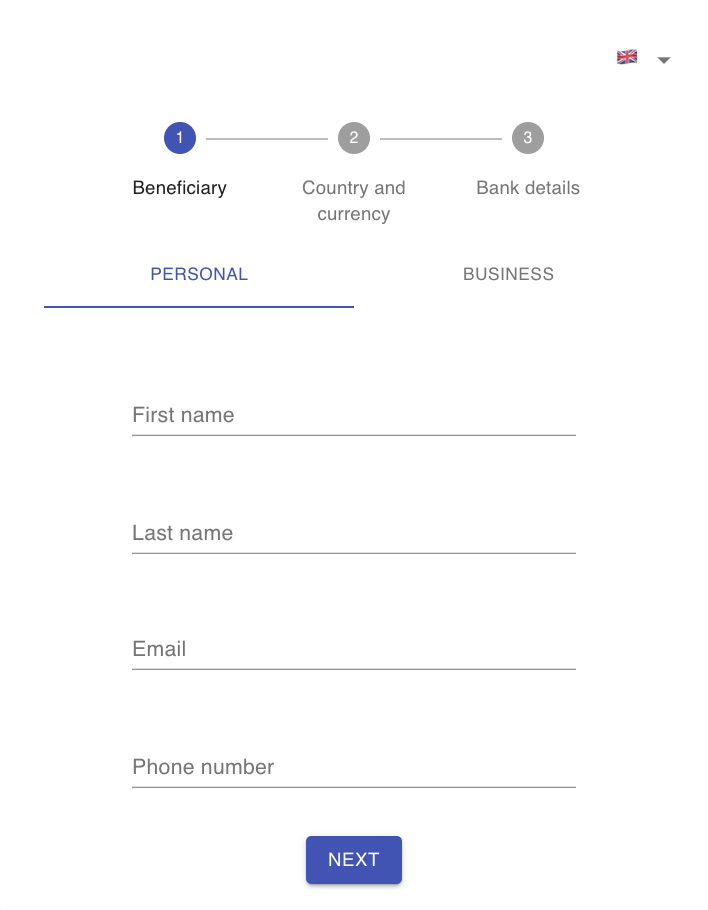 1
2
3
Beneficiary
Country and
currency
Bank details
PERSONAL
BUSINESS
First name
Last name
Email
Phone number
NEXT